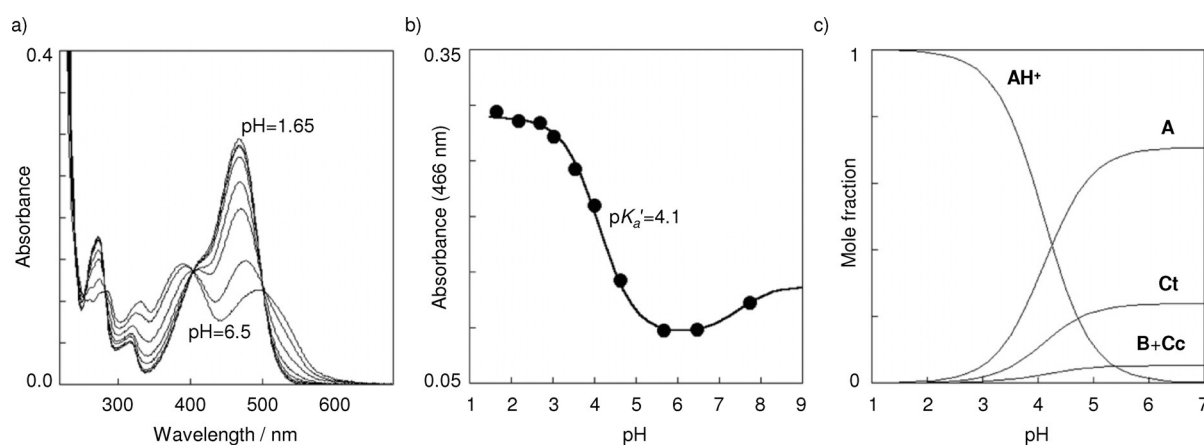 a)
0.4
pH=1.65
Absorbance
pH=6.5
0.0
300 400 500 600
Wavelength / nm
b)
0.35
Absorbance (466 nm)
pKa'=4.1
0.05
1 2 3 4 5 6 7 8 9
pH
c)
1
AH+
A
Mole fraction
Ct
B+Cc
0
1 2 3 4 5 6 7
pH